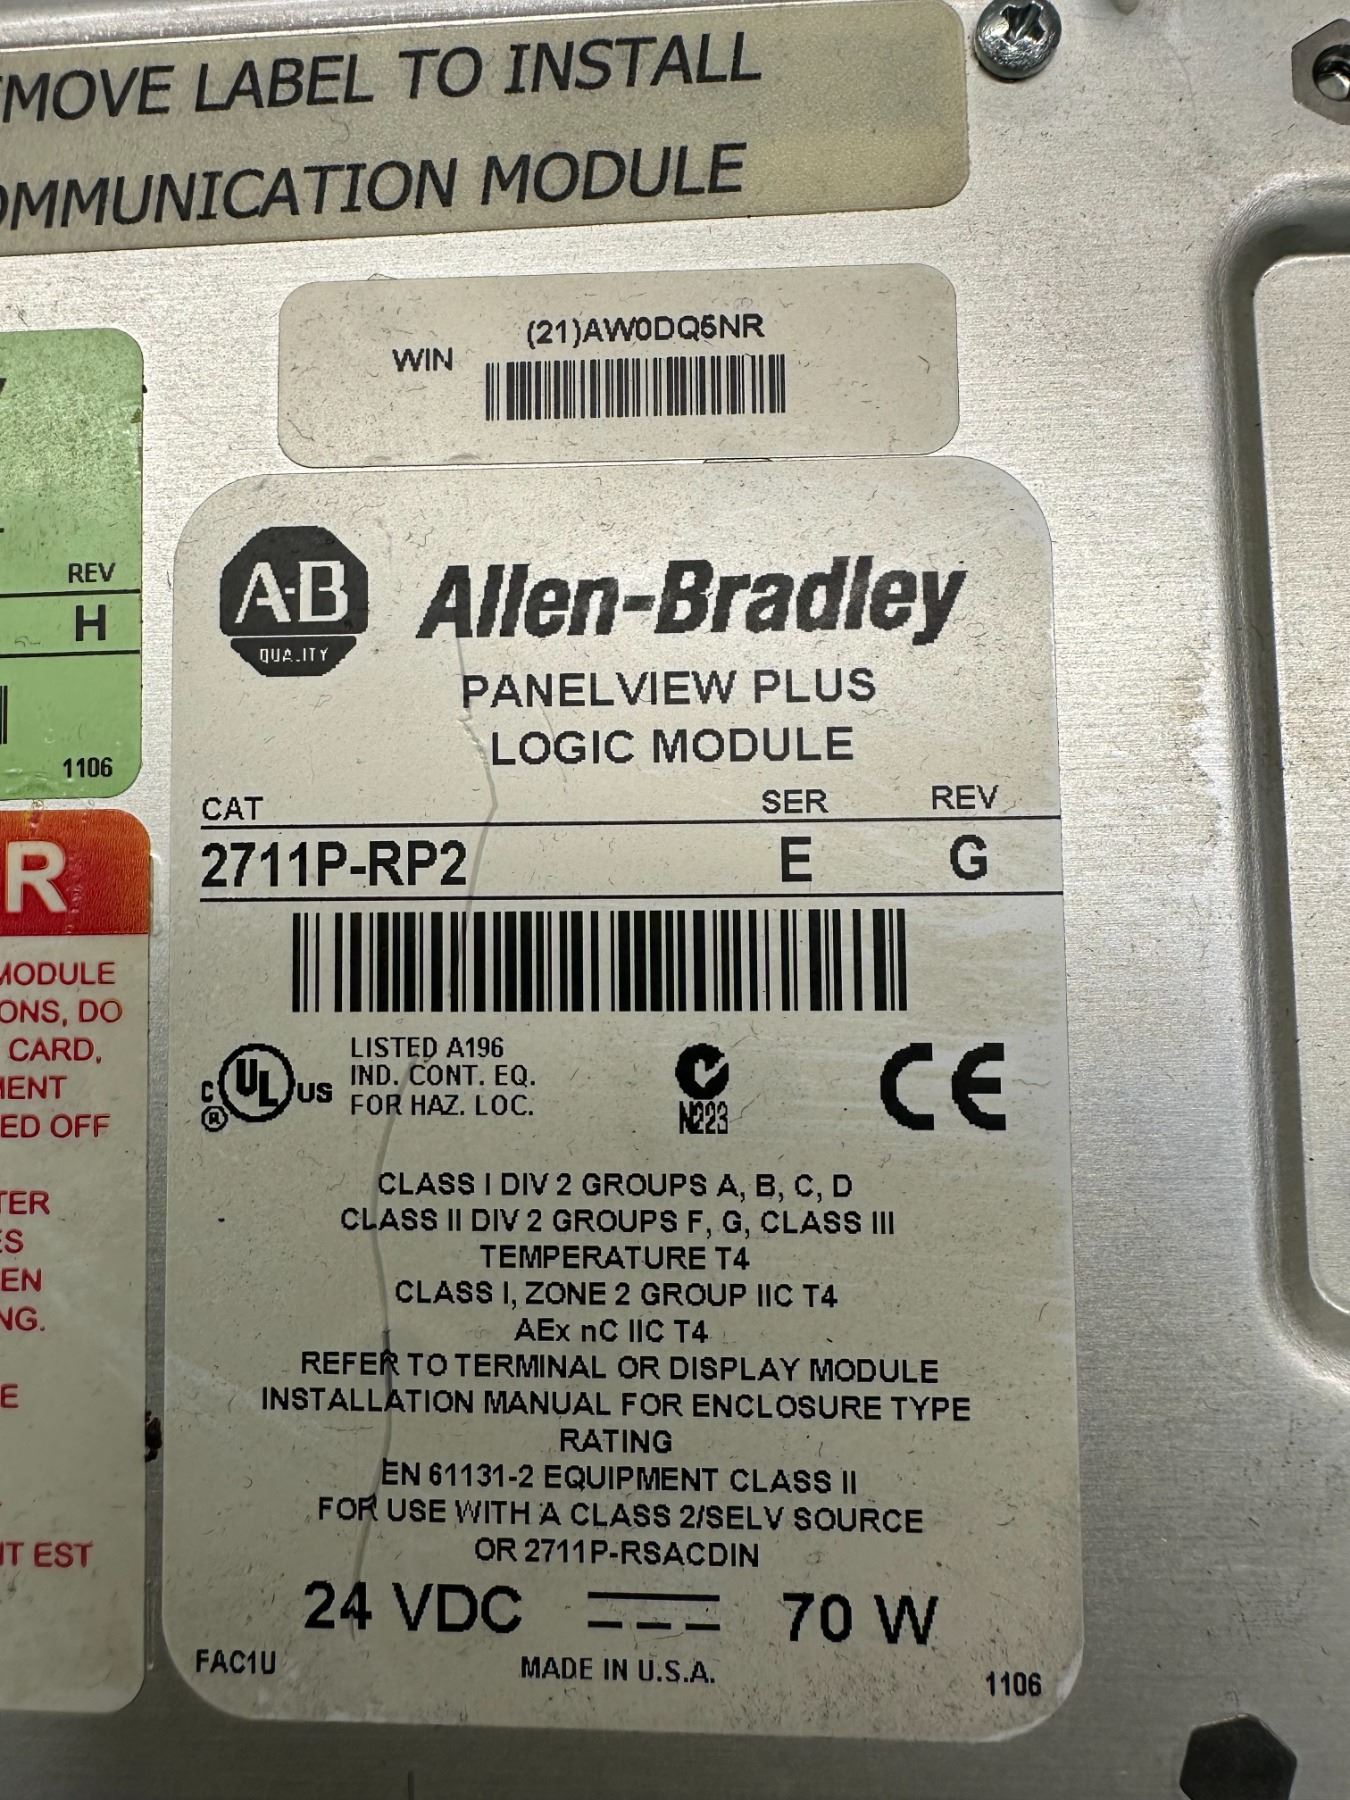 EMOVE LABEL TO INSTALL
OMMUNICATION MODULE
(21)AW0DQ5NR
WIN
REV
H
1106
A-B
QUALITY
Allen-Bradley
PANELVIEW PLUS
LOGIC MODULE
CAT SER REV
2711P-RP2 E G
LISTED A196
IND. CONT. EQ.
FOR HAZ. LOC.
C UL US
®
N223
CE
CLASS I DIV 2 GROUPS A, B, C, D
CLASS II DIV 2 GROUPS F, G, CLASS III
TEMPERATURE T4
CLASS I, ZONE 2 GROUP IIC T4
AEx nC IIC T4
REFER TO TERMINAL OR DISPLAY MODULE
INSTALLATION MANUAL FOR ENCLOSURE TYPE
RATING
EN 61131-2 EQUIPMENT CLASS II
FOR USE WITH A CLASS 2/SELV SOURCE
OR 2711P-RSACDIN
24 VDC 70 W
FAC1U MADE IN U.S.A. 1106
R
MODULE
ONS, DO
CARD,
MENT
ED OFF
TER
ES
EN
NG.
E
IT EST